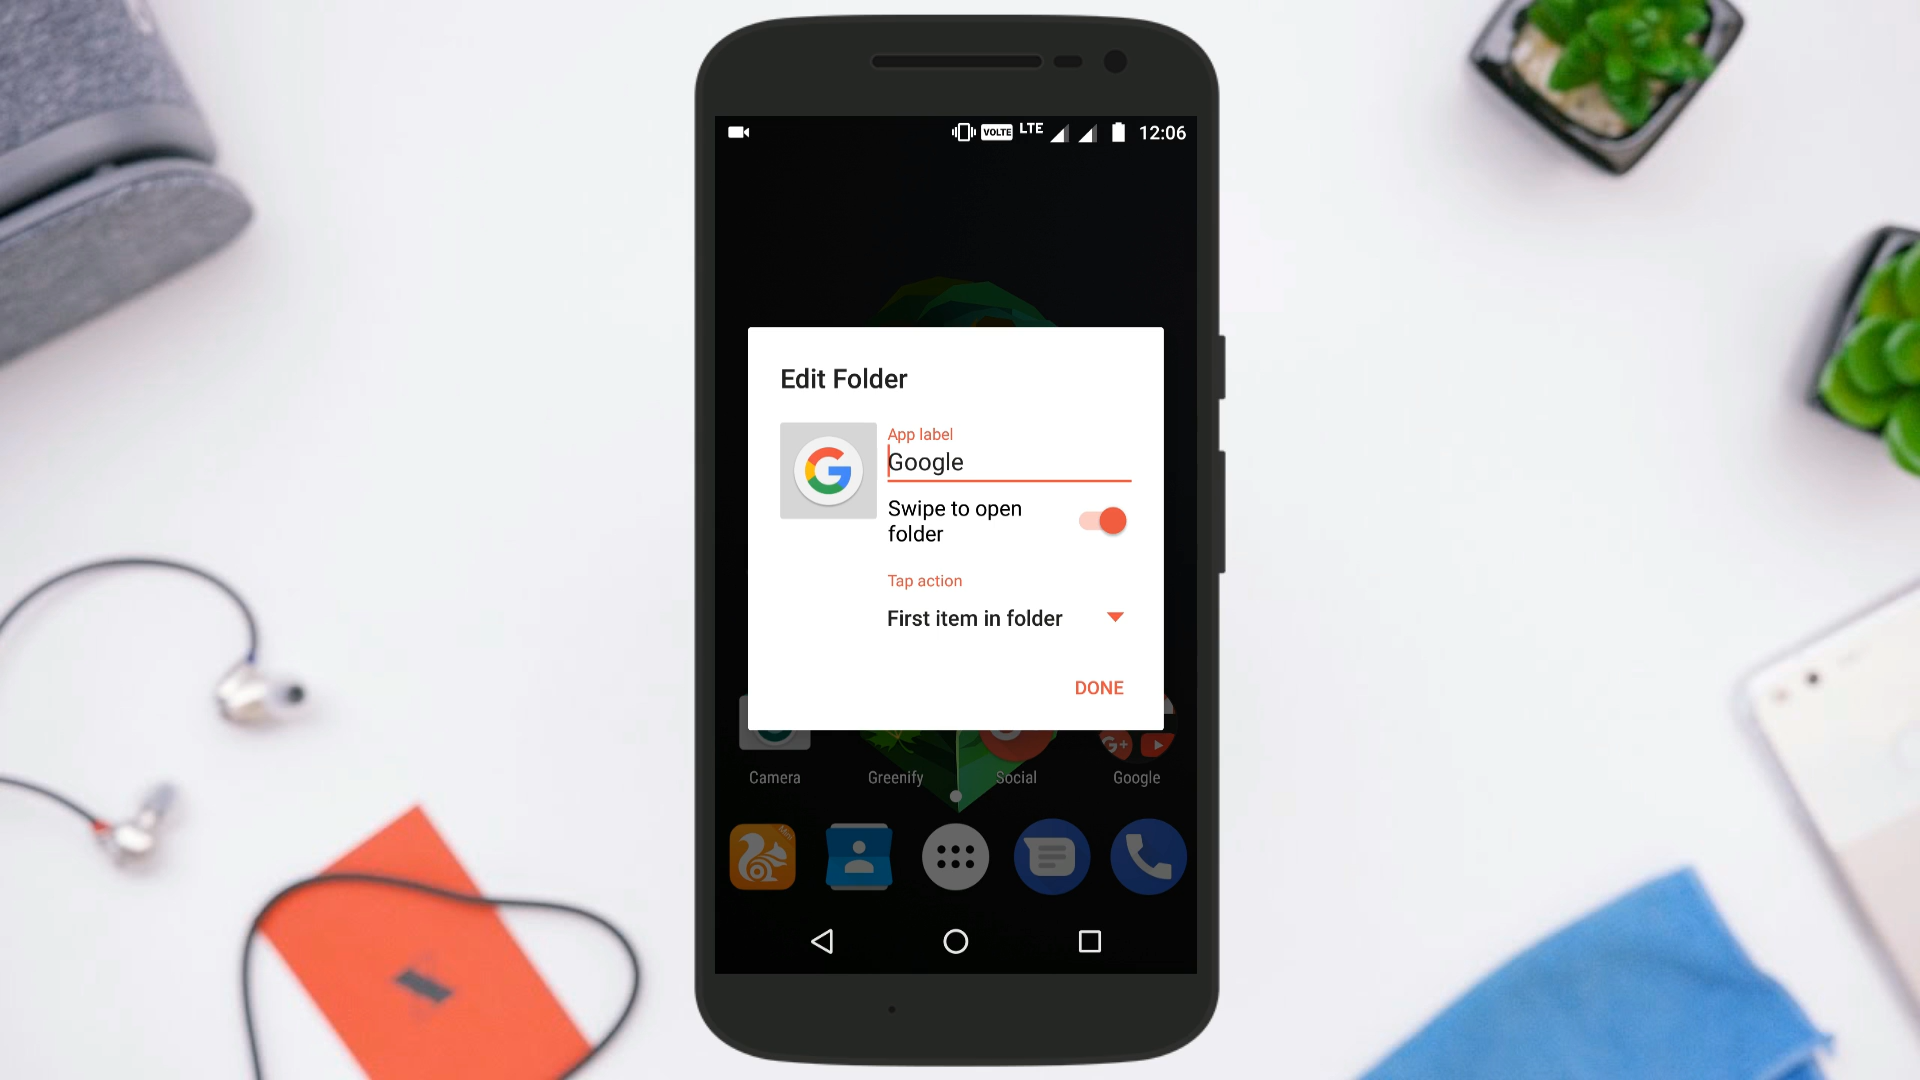 VOLTE LTE 12:06
Edit Folder
App label
Google
Swipe to open
folder
Tap action
First item in folder
DONE
G+
Camera Greenify Social Google